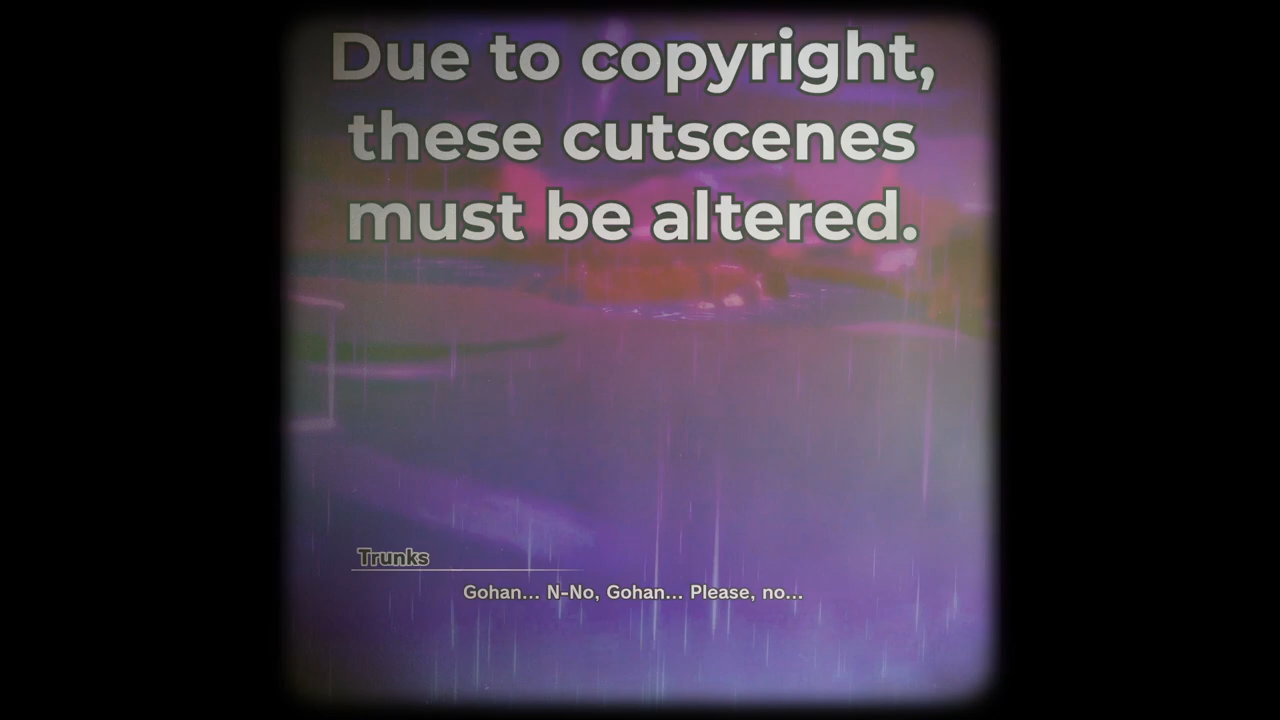 Due to copyright,
these cutscenes
must be altered.
Trunks
Gohan... N-No, Gohan... Please, no...